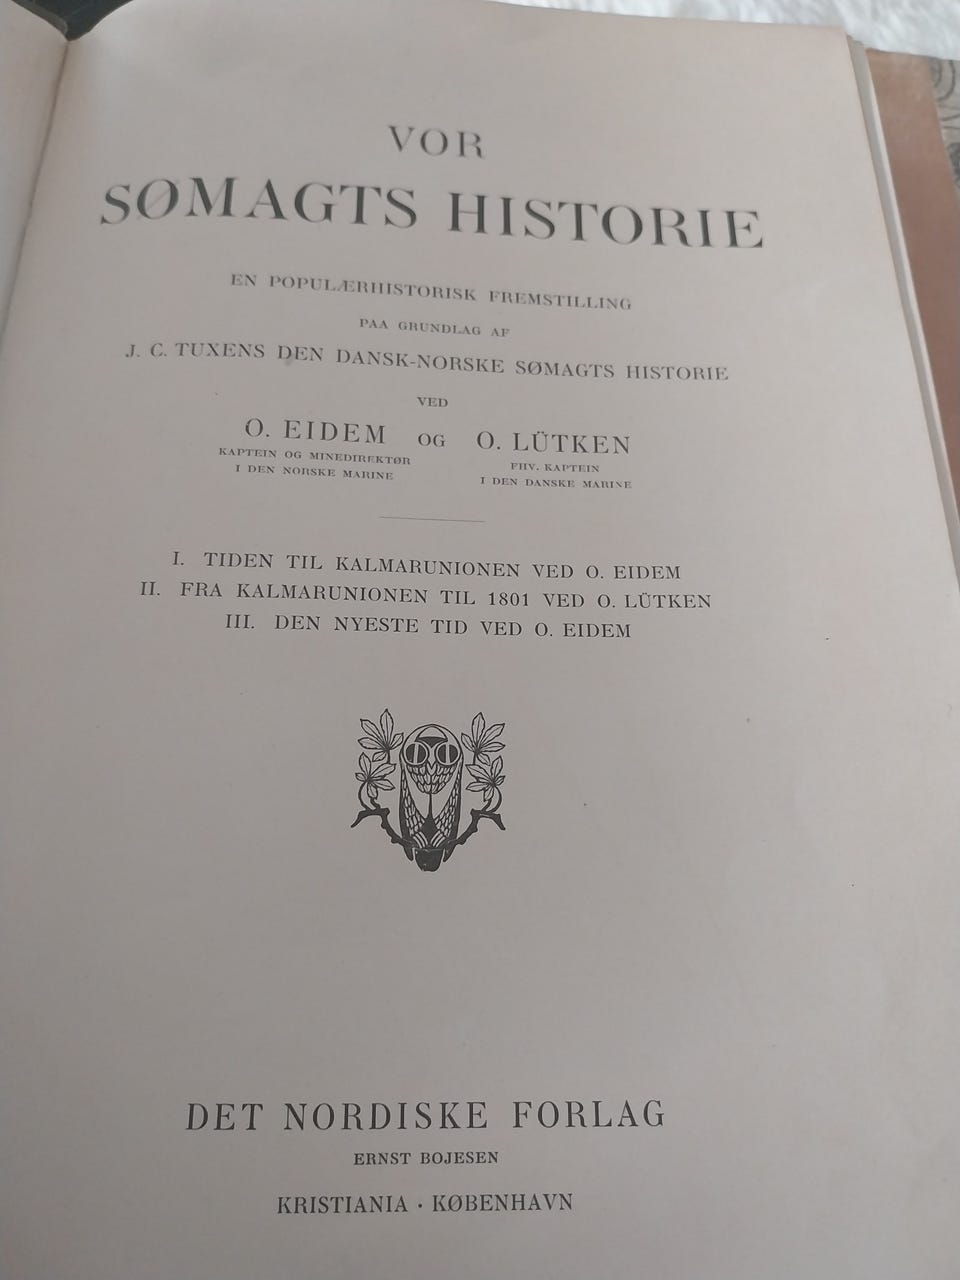 VOR
SØMAGTS HISTORIE
EN POPULÆRHISTORISK FREMSTILLING
PAA GRUNDLAG AF
J. C. TUXENS DEN DANSK-NORSKE SØMAGTS HISTORIE
VED
O. EIDEM OG O. LÜTKEN
KAPTEIN OG MINEDIREKTØR
I DEN NORSKE MARINE
FHV. KAPTEIN
I DEN DANSKE MARINE
I. TIDEN TIL KALMARUNIONEN VED O. EIDEM
II. FRA KALMARUNIONEN TIL 1801 VED O. LÜTKEN
III. DEN NYESTE TID VED O. EIDEM
DET NORDISKE FORLAG
ERNST BOJESEN
KRISTIANIA · KØBENHAVN